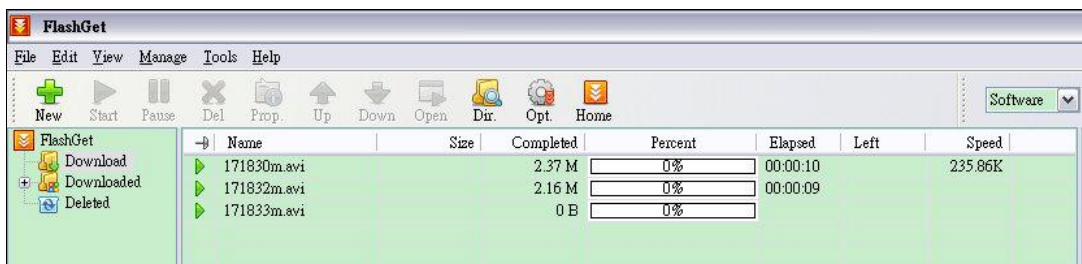 FlashGet
File Edit View Manage Tools Help
New Start Pause Del Prop. Up Down Open Dir. Opt. Home Software
FlashGet
Download
Downloaded
Deleted
Name Size Completed Percent Elapsed Left Speed
171830m.avi 2.37 M 0% 00:00:10 235.86K
171832m.avi 2.16 M 0% 00:00:09
171833m.avi 0 B 0%